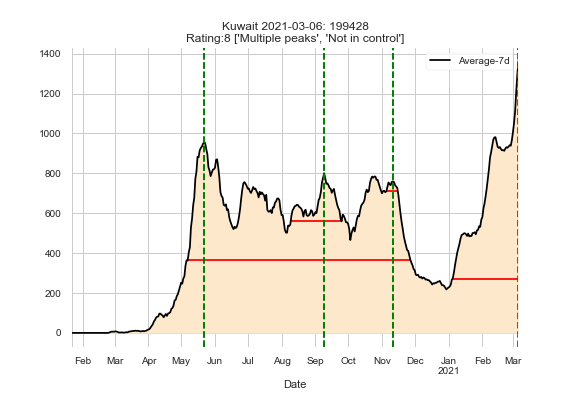 Kuwait 2021-03-06: 199428
Rating:8 ['Multiple peaks', 'Not in control']
Average-7d
1400
1200
1000
800
600
400
200
0
Feb Mar Apr May Jun Jul Aug Sep Oct Nov Dec Jan Feb Mar
2021
Date